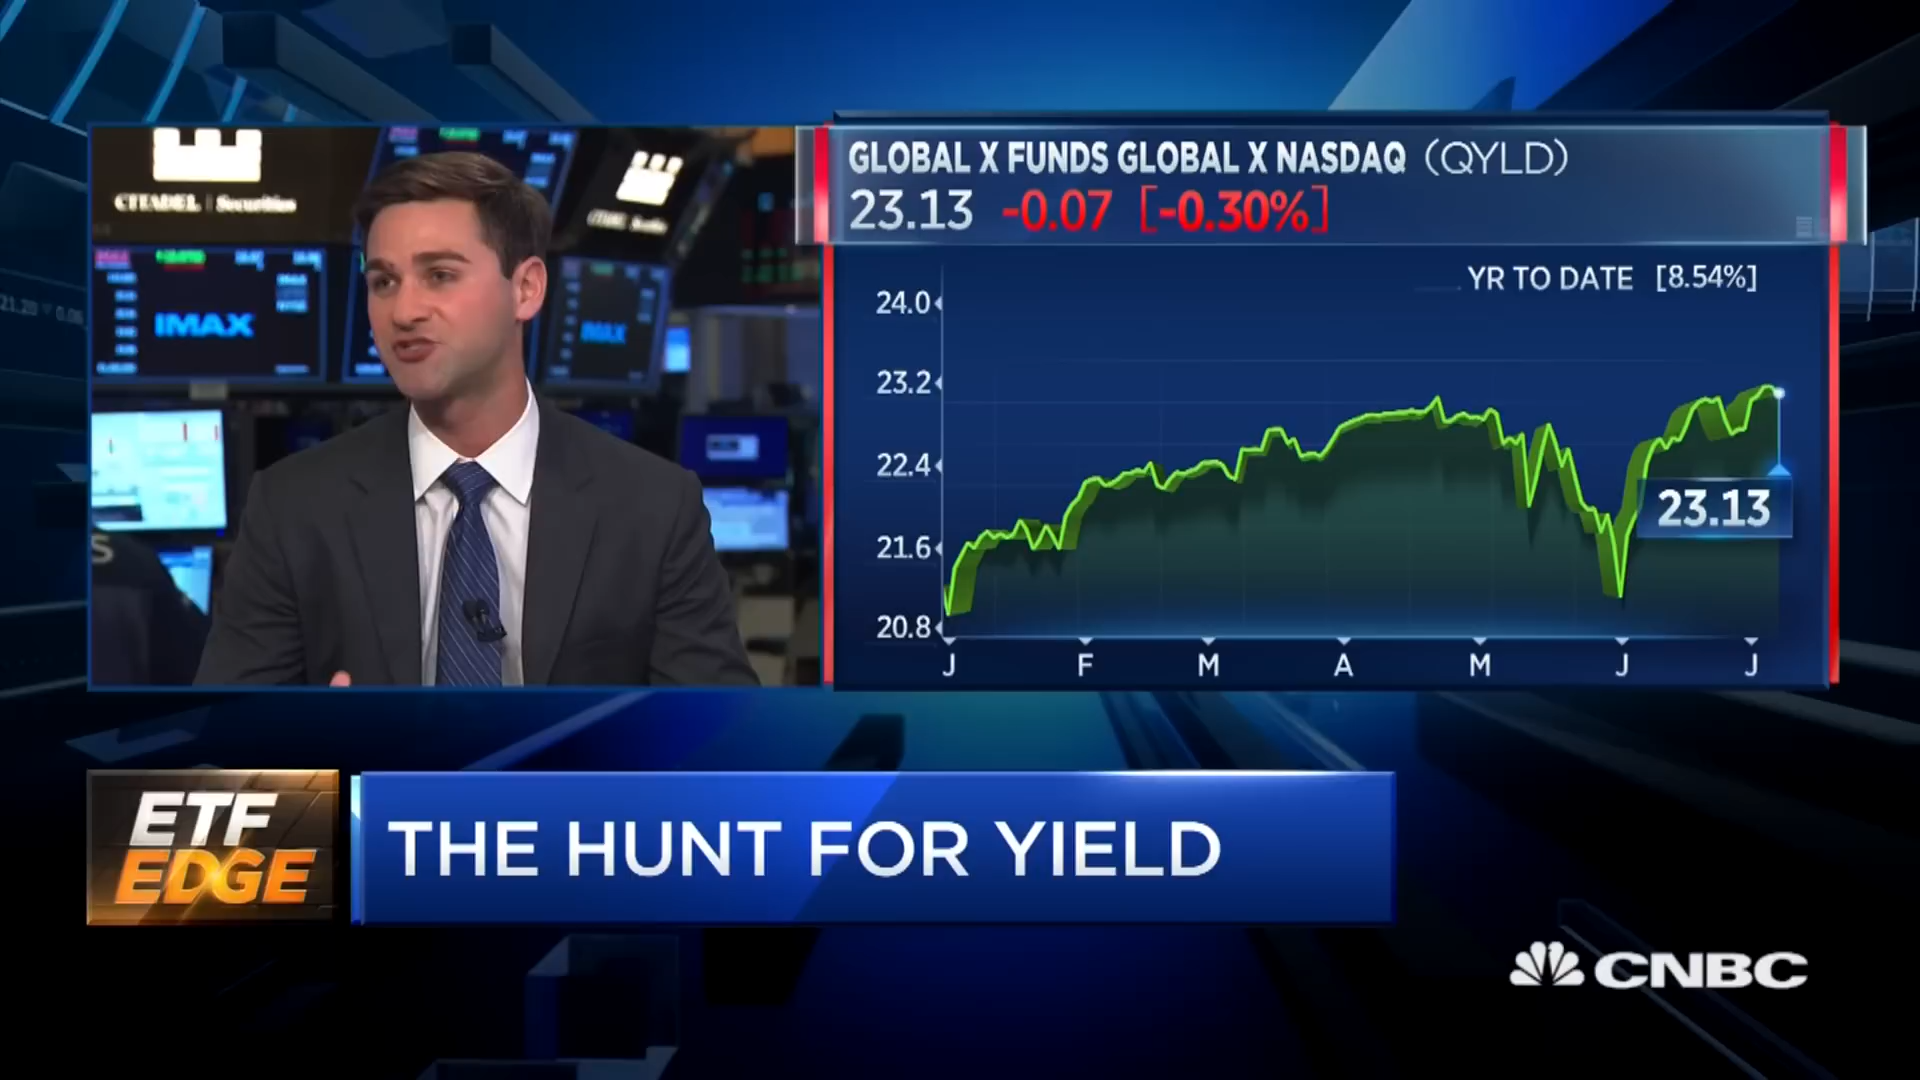 CITADEL | Securities
IMAX
IMAX
GLOBAL X FUNDS GLOBAL X NASDAQ (QYLD)
23.13 -0.07 [-0.30%]
YR TO DATE [8.54%]
24.0
23.2
22.4
21.6
20.8
23.13
J F M A M J J
ETF
EDGE
THE HUNT FOR YIELD
CNBC